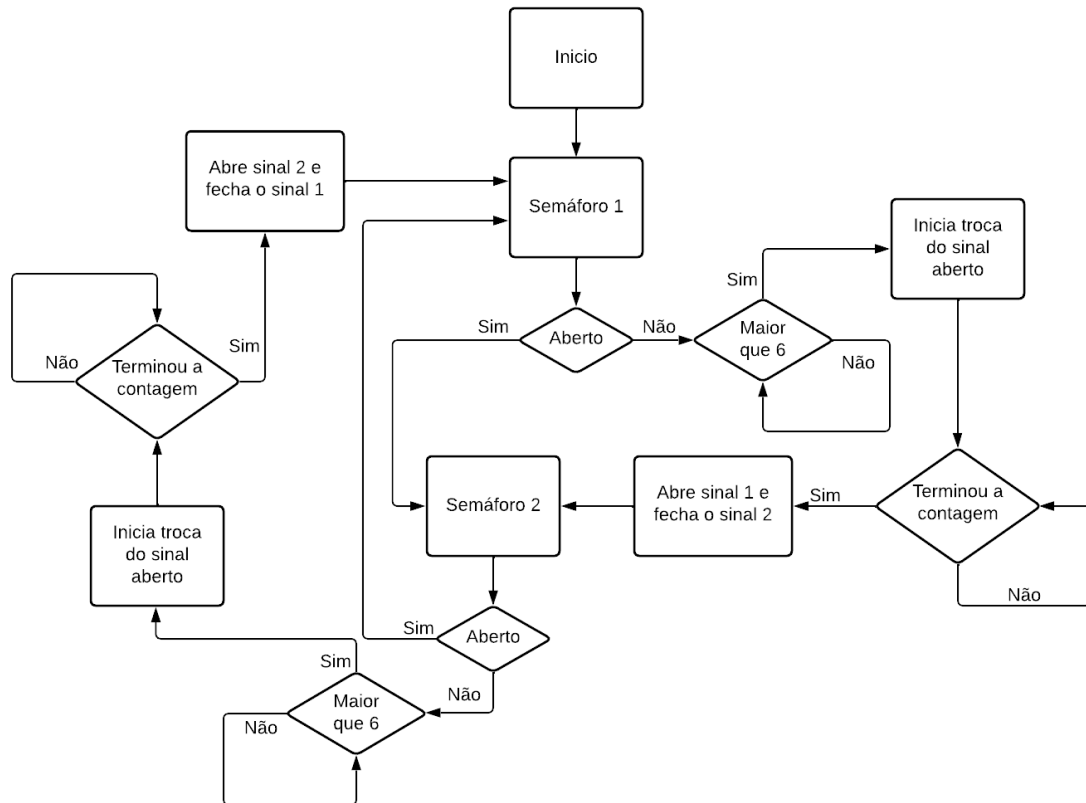 Inicio
Abre sinal 2 e
fecha o sinal 1
Semáforo 1
Inicia troca
do sinal
aberto
Sim
Aberto
Não
Maior
que 6
Sim
Não
Não
Terminou a
contagem
Sim
Semáforo 2
Abre sinal 1 e
fecha o sinal 2
Sim
Terminou a
contagem
Não
Inicia troca
do sinal
aberto
Sim
Aberto
Não
Sim
Maior
que 6
Não